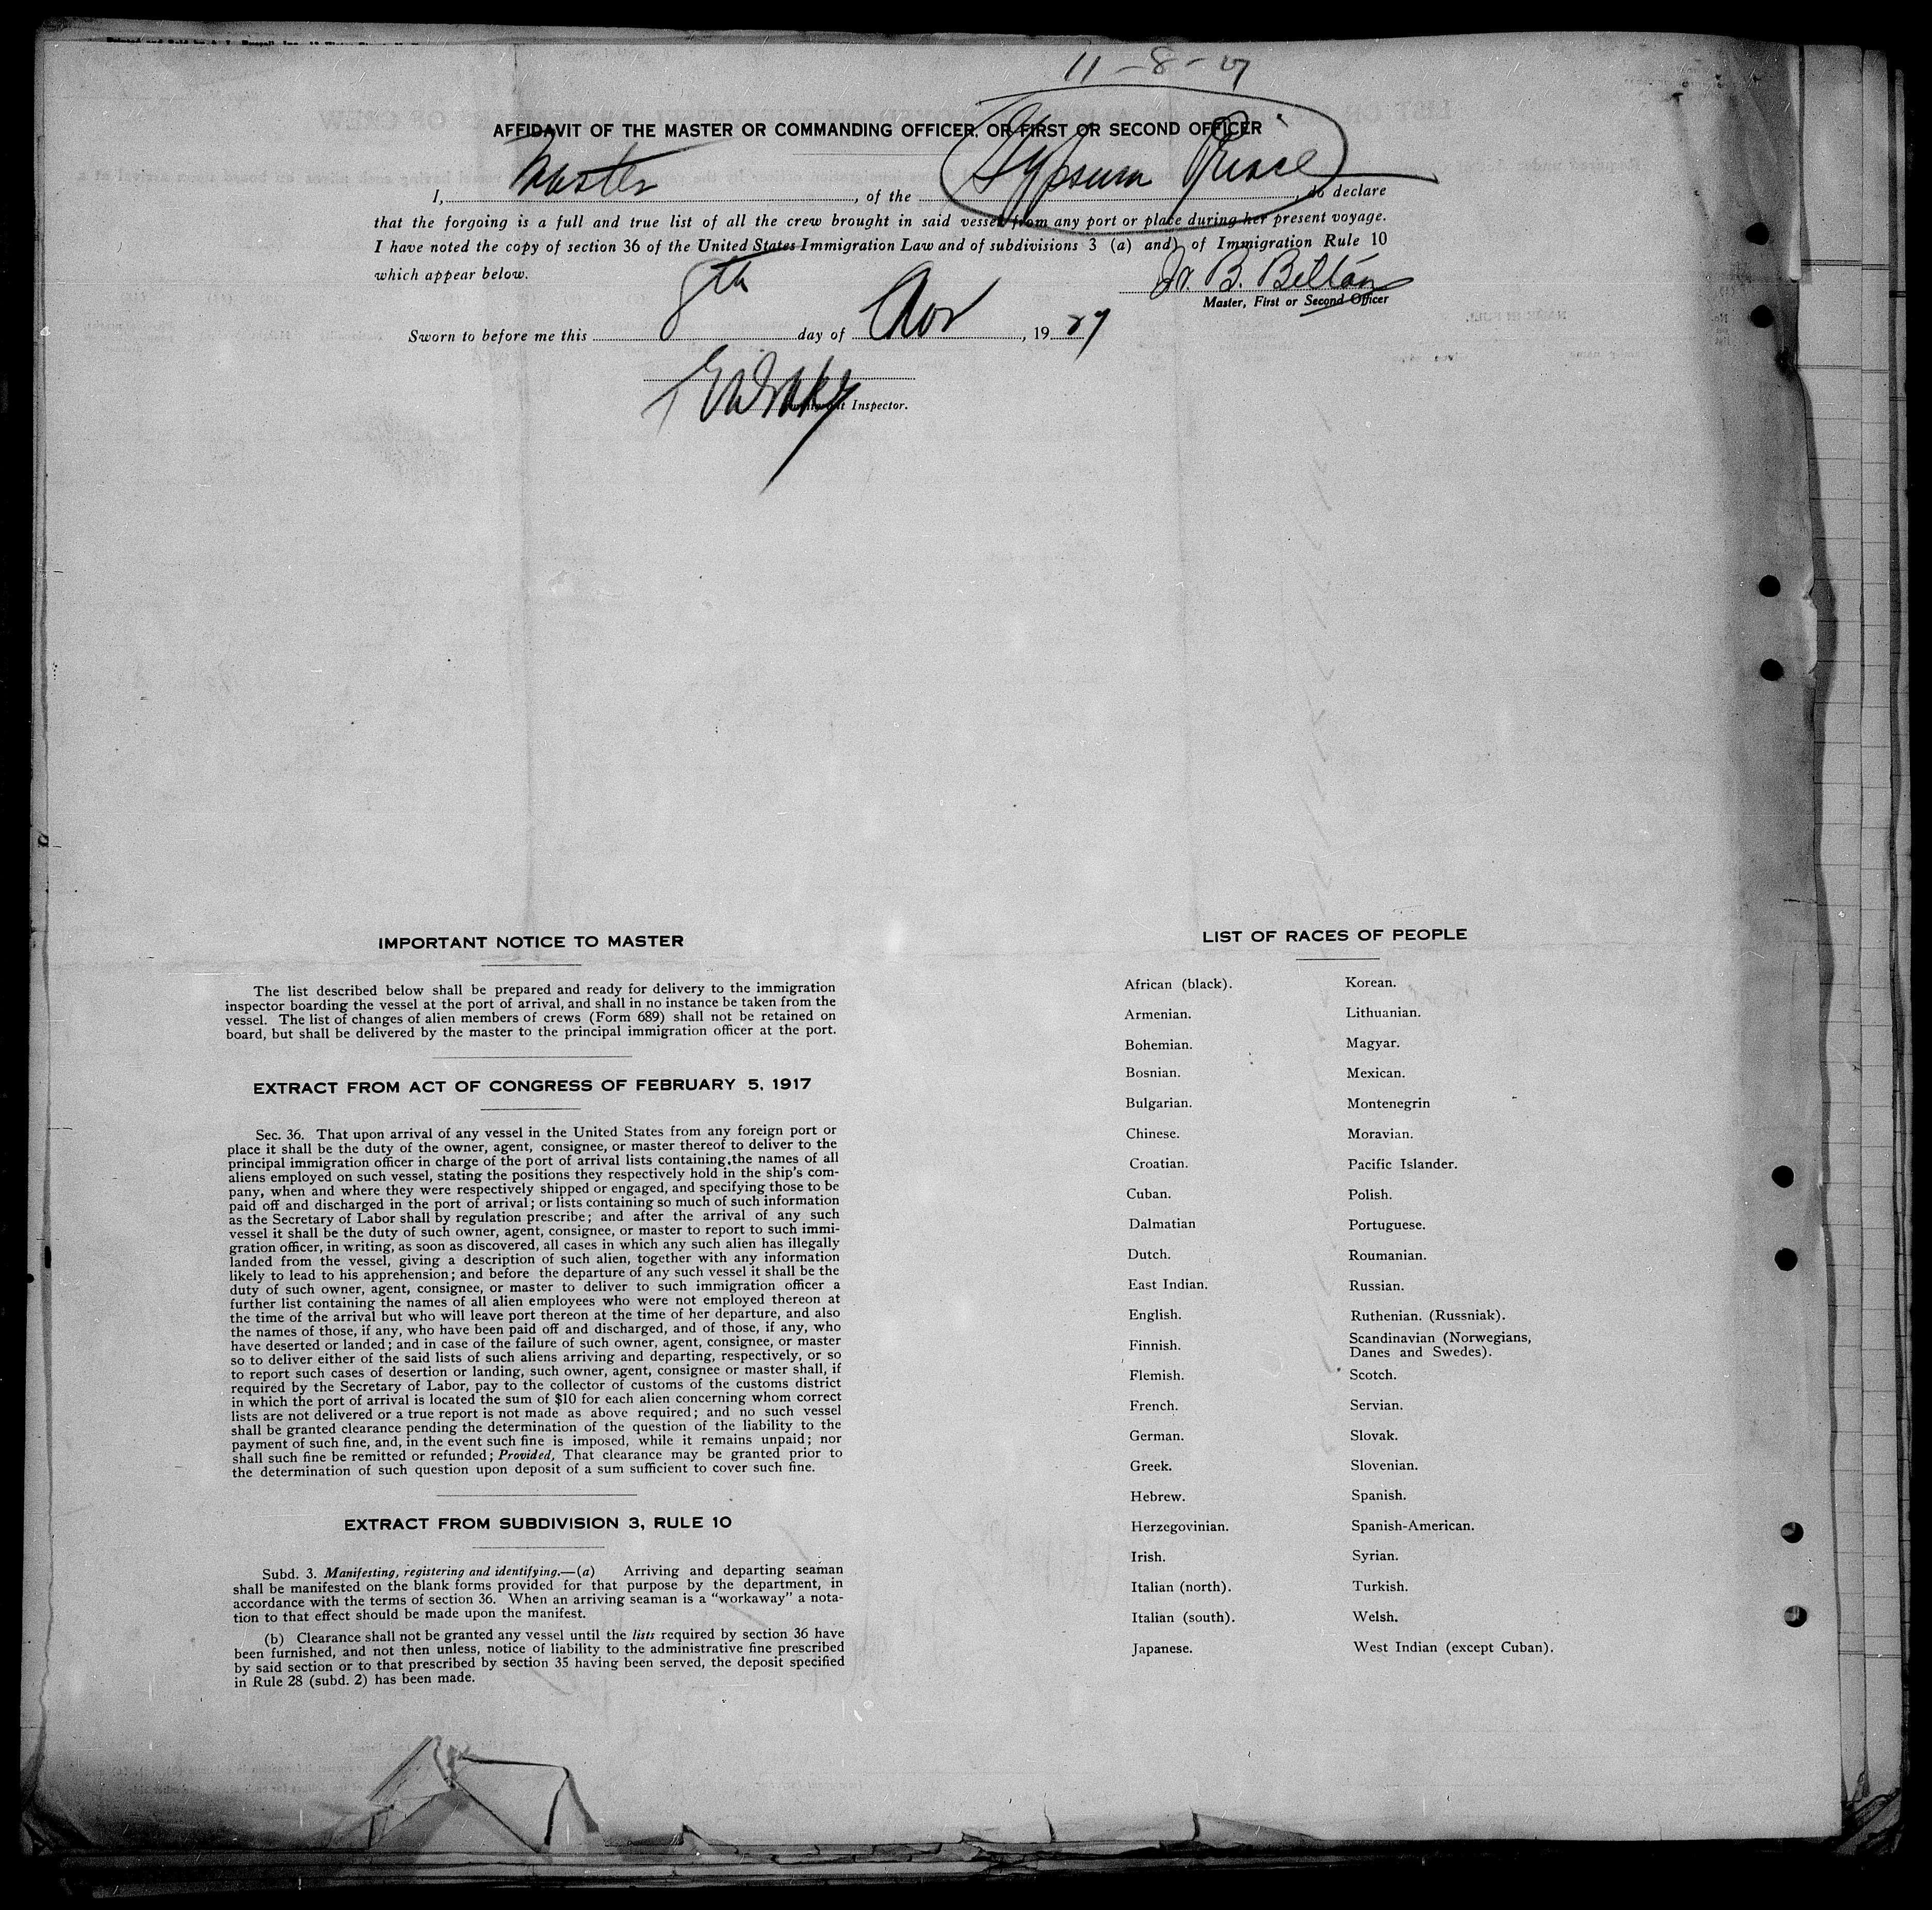 11-8-27
AFFIDAVIT OF THE MASTER OR COMMANDING OFFICER, OR FIRST OR SECOND OFFICER
I, Master, of the Gypsum Prince, do declare
that the forgoing is a full and true list of all the crew brought in said vessel from any port or place during her present voyage.
I have noted the copy of section 36 of the United States Immigration Law and of subdivisions 3 (a) and of Immigration Rule 10
which appear below.
B. Belton
Master, First or Second Officer
Sworn to before me this 8th day of Nov, 1927
Inspector.
IMPORTANT NOTICE TO MASTER
The list described below shall be prepared and ready for delivery to the immigration
inspector boarding the vessel at the port of arrival, and shall in no instance be taken from the
vessel. The list of changes of alien members of crews (Form 689) shall not be retained on
board, but shall be delivered by the master to the principal immigration officer at the port.
EXTRACT FROM ACT OF CONGRESS OF FEBRUARY 5, 1917
Sec. 36. That upon arrival of any vessel in the United States from any foreign port or
place it shall be the duty of the owner, agent, consignee, or master thereof to deliver to the
principal immigration officer in charge of the port of arrival lists containing the names of all
aliens employed on such vessel, stating the positions they respectively hold in the ship's com-
pany, when and where they were respectively shipped or engaged, and specifying those to be
paid off and discharged in the port of arrival; or lists containing so much of such information
as the Secretary of Labor shall by regulation prescribe; and after the arrival of any such
vessel it shall be the duty of such owner, agent, consignee, or master to report to such immi-
gration officer, in writing, as soon as discovered, all cases in which any such alien has illegally
landed from the vessel, giving a description of such alien, together with any information
likely to lead to his apprehension; and before the departure of any such vessel it shall be the
duty of such owner, agent, consignee, or master to deliver to such immigration officer a
further list containing the names of all alien employees who were not employed thereon at
the time of the arrival but who will leave port thereon at the time of her departure, and also
the names of those, if any, who have been paid off and discharged, and of those, if any, who
have deserted or landed; and in case of the failure of such owner, agent, consignee, or master
so to deliver either of the said lists of such aliens arriving and departing, respectively, or so
to report such cases of desertion or landing, such owner, agent, consignee or master shall, if
required by the Secretary of Labor, pay to the collector of customs of the customs district
in which the port of arrival is located the sum of $10 for each alien concerning whom correct
lists are not delivered or a true report is not made as above required; and no such vessel
shall be granted clearance pending the determination of the question of the liability to the
payment of such fine, and, in the event such fine is imposed, while it remains unpaid; nor
shall such fine be remitted or refunded; Provided, That clearance may be granted prior to
the determination of such question upon deposit of a sum sufficient to cover such fine.
EXTRACT FROM SUBDIVISION 3, RULE 10
Subd. 3. Manifesting, registering and identifying.—(a) Arriving and departing seaman
shall be manifested on the blank forms provided for that purpose by the department, in
accordance with the terms of section 36. When an arriving seaman is a "workaway" a nota-
tion to that effect should be made upon the manifest.
(b) Clearance shall not be granted any vessel until the lists required by section 36 have
been furnished, and not then unless, notice of liability to the administrative fine prescribed
by said section or to that prescribed by section 35 having been served, the deposit specified
in Rule 28 (subd. 2) has been made.
LIST OF RACES OF PEOPLE
African (black).
Armenian.
Bohemian.
Bosnian.
Bulgarian.
Chinese.
Croatian.
Cuban.
Dalmatian
Dutch.
East Indian.
English.
Finnish.
Flemish.
French.
German.
Greek.
Hebrew.
Herzegovinian.
Irish.
Italian (north).
Italian (south).
Japanese.
Korean.
Lithuanian.
Magyar.
Mexican.
Montenegrin
Moravian.
Pacific Islander.
Polish.
Portuguese.
Roumanian.
Russian.
Ruthenian. (Russniak).
Scandinavian (Norwegians,
Danes and Swedes).
Scotch.
Servian.
Slovak.
Slovenian.
Spanish.
Spanish-American.
Syrian.
Turkish.
Welsh.
West Indian (except Cuban).